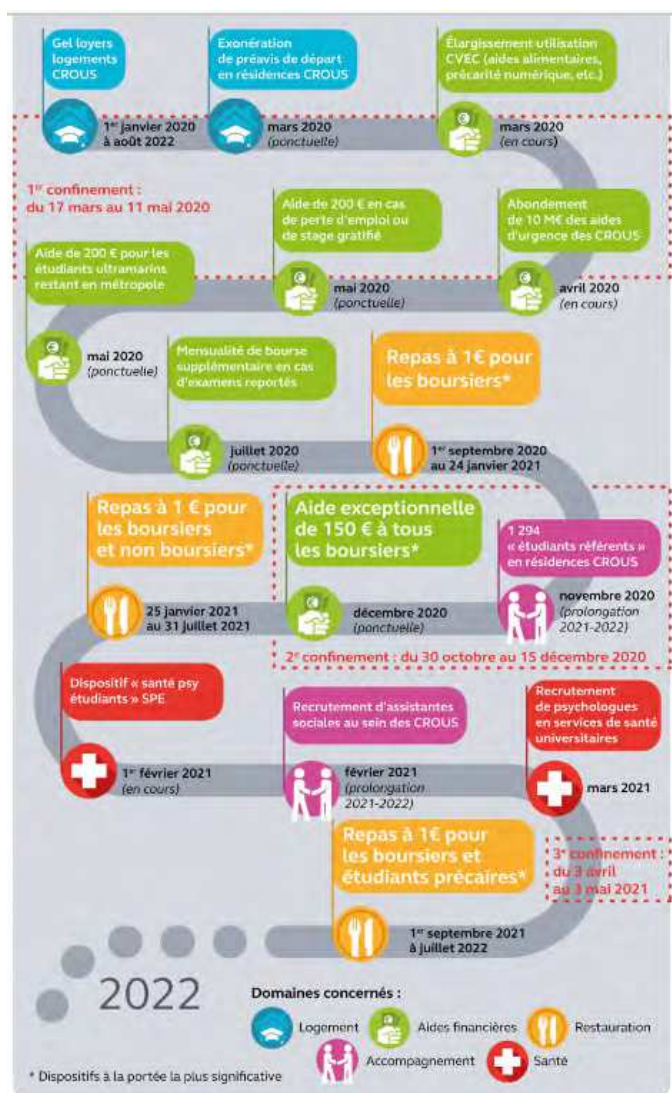 Gel loyers
logements
CROUS
Exonération
de préavis de départ
en résidences CROUS
Élargissement utilisation
CVEC (aides alimentaires,
précarité numérique, etc.)
1er janvier 2020
à août 2022
mars 2020
(ponctuelle)
mars 2020
(en cours)
1er confinement :
du 17 mars au 11 mai 2020
Aide de 200 € en cas
de perte d'emploi ou
de stage gratifié
Abondement
de 10 M€ des aides
d'urgence des CROUS
Aide de 200 € pour les
étudiants ultramarins
restant en métropole
mai 2020
(ponctuelle)
avril 2020
(en cours)
mai 2020
(ponctuelle)
Mensualité de bourse
supplémentaire en cas
d'examens reportés
Repas à 1€ pour
les boursiers*
juillet 2020
(ponctuelle)
1er septembre 2020
au 24 janvier 2021
Repas à 1 € pour
les boursiers
et non boursiers*
Aide exceptionnelle
de 150 € à tous
les boursiers*
1 294
« étudiants référents »
en résidences CROUS
25 janvier 2021
au 31 juillet 2021
décembre 2020
(ponctuelle)
novembre 2020
(prolongation
2021-2022)
2e confinement : du 30 octobre au 15 décembre 2020
Dispositif « santé psy
étudiants » SPE
Recrutement d'assistantes
sociales au sein des CROUS
Recrutement
de psychologues
en services de santé
universitaires
1er février 2021
(en cours)
février 2021
(prolongation
2021-2022)
mars 2021
Repas à 1€ pour
les boursiers et
étudiants précaires*
3e confinement :
du 3 avril
au 3 mai 2021
1er septembre 2021
à juillet 2022
2022
Domaines concernés :
Logement
Aides financières
Restauration
Accompagnement
Santé
* Dispositifs à la portée la plus significative